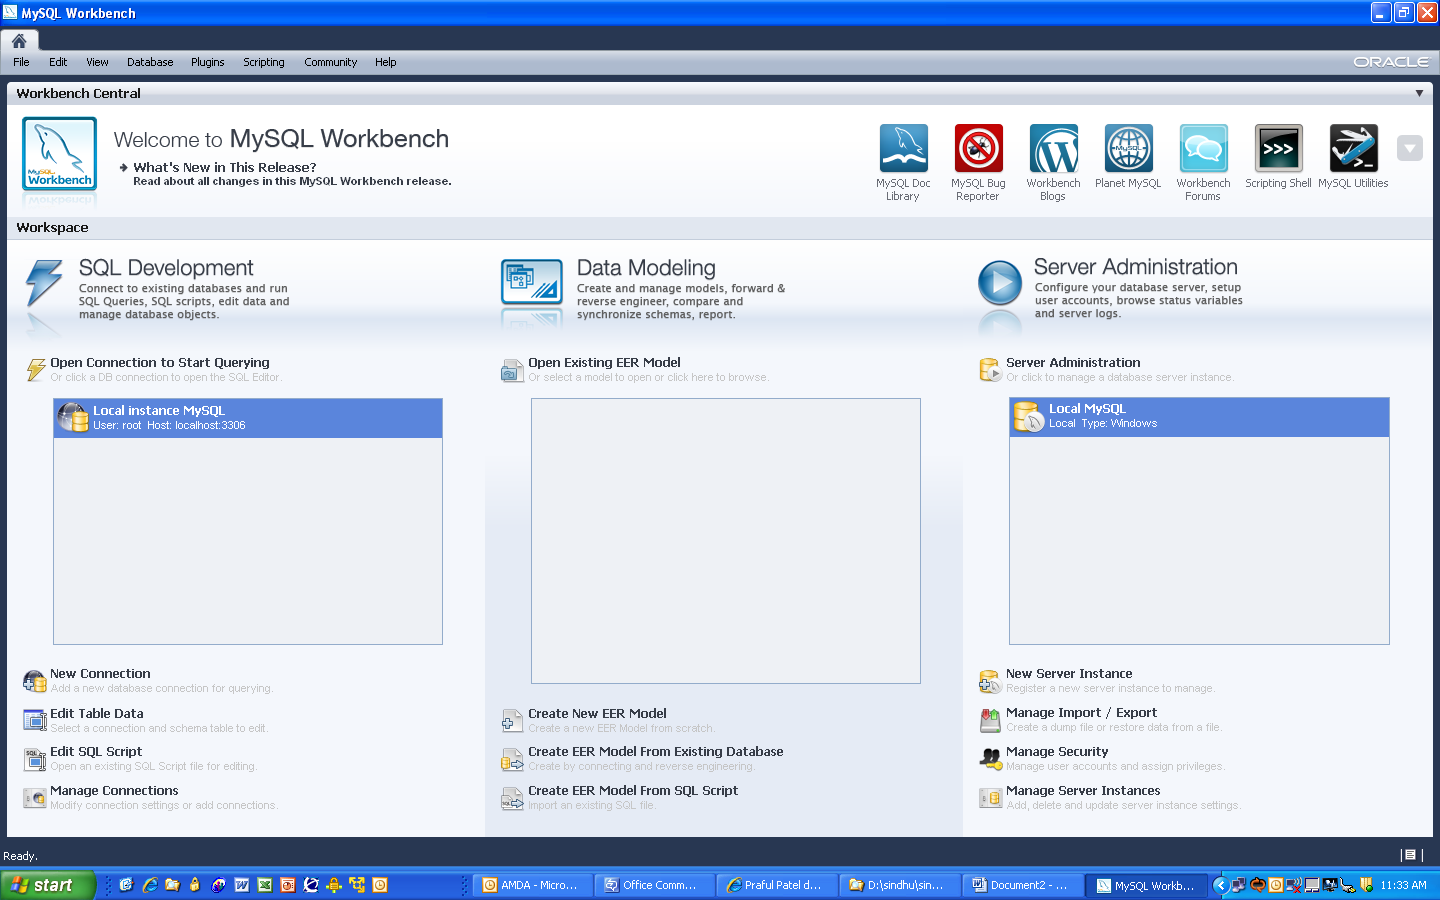 MySQL Workbench
File Edit View Database Plugins Scripting Community Help
ORACLE
Workbench Central
MySQL
Workbench
Welcome to MySQL Workbench
What's New in This Release?
Read about all changes in this MySQL Workbench release.
MySQL Doc
Library
MySQL Bug
Reporter
Workbench
Blogs
MySQL
Planet MySQL
Workbench
Forums
>>>
Scripting Shell
MySQL Utilities
Workspace
SQL Development
Connect to existing databases and run
SQL Queries, SQL scripts, edit data and
manage database objects.
Open Connection to Start Querying
Or click a DB connection to open the SQL Editor.
Local instance MySQL
User: root Host: localhost:3306
New Connection
Add a new database connection for querying.
Edit Table Data
Select a connection and schema table to edit.
Edit SQL Script
Open an existing SQL Script file for editing.
Manage Connections
Modify connection settings or add connections.
Data Modeling
Create and manage models, forward &
reverse engineer, compare and
synchronize schemas, report.
Open Existing EER Model
Or select a model to open or click here to browse.
Create New EER Model
Create a new EER Model from scratch.
Create EER Model From Existing Database
Create by connecting and reverse engineering.
Create EER Model From SQL Script
Import an existing SQL file.
Server Administration
Configure your database server, setup
user accounts, browse status variables
and server logs.
Server Administration
Or click to manage a database server instance.
Local MySQL
Local Type: Windows
New Server Instance
Register a new server instance to manage.
Manage Import / Export
Create a dump file or restore data from a file.
Manage Security
Manage user accounts and assign privileges.
Manage Server Instances
Add, delete and update server instance settings.
Ready.
start
AMDA - Micro...
Office Comm...
Praful Patel d...
D:\sindhu\sin...
Document2 - ...
MySQL Workb...
11:33 AM